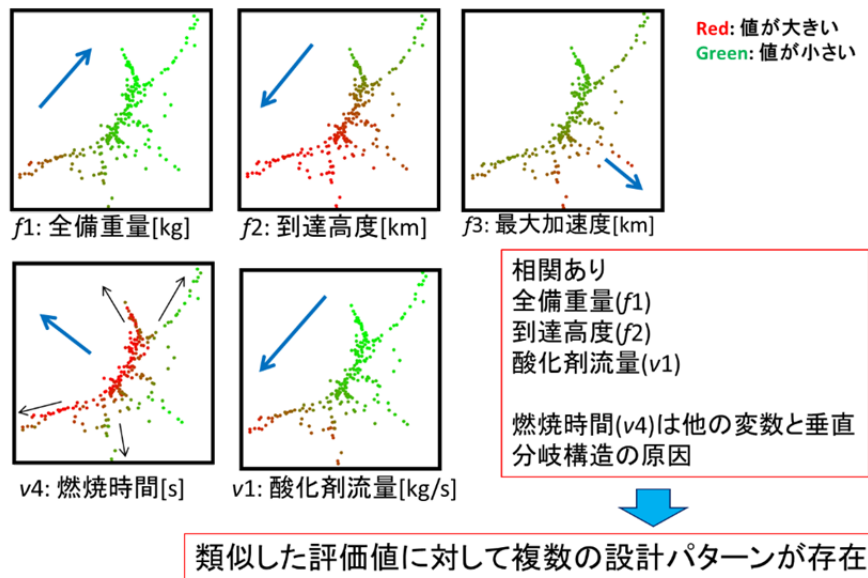 Red: 値が大きい
Green: 値が小さい
f1: 全備重量[kg]
f2: 到達高度[km]
f3: 最大加速度[km]
相関あり
全備重量(f1)
到達高度(f2)
酸化剤流量(v1)
燃焼時間(v4)は他の変数と垂直
分岐構造の原因
v4: 燃焼時間[s]
v1: 酸化剤流量[kg/s]
類似した評価値に対して複数の設計パターンが存在